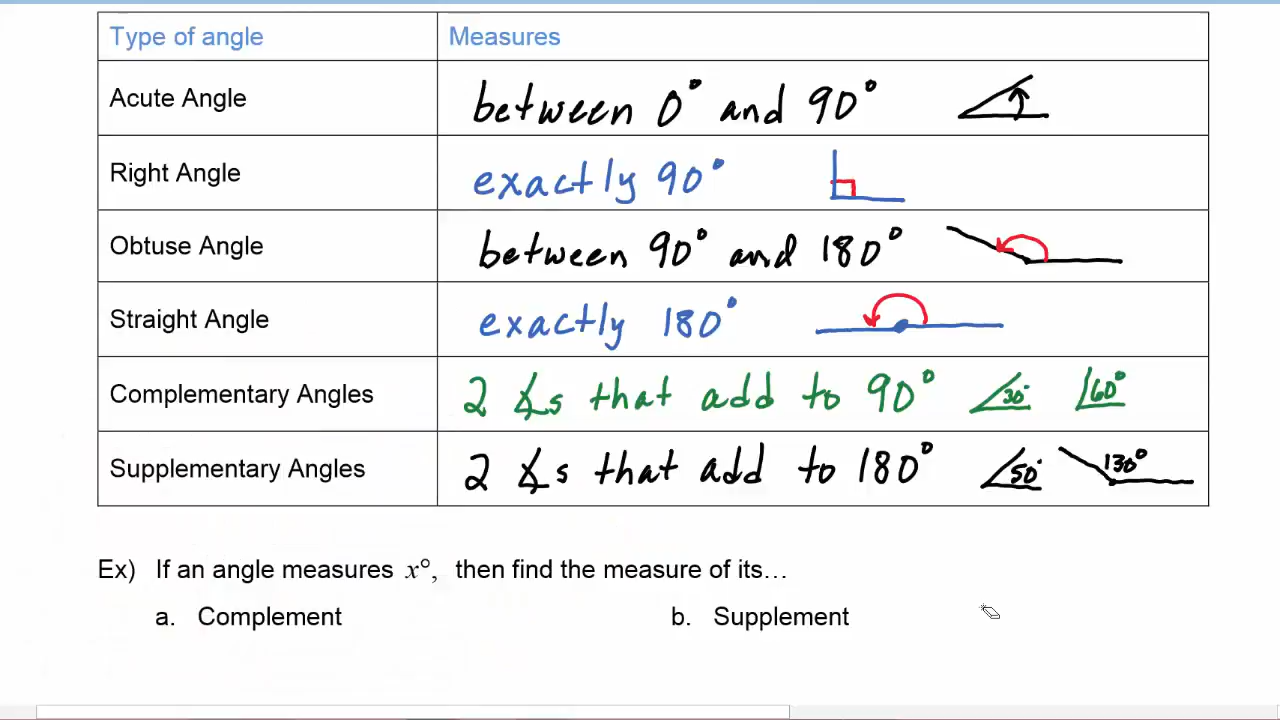 Type of angle Measures
Acute Angle between 0° and 90°
Right Angle exactly 90°
Obtuse Angle between 90° and 180°
Straight Angle exactly 180°
Complementary Angles 2 ∡s that add to 90° 30° 60°
Supplementary Angles 2 ∡s that add to 180° 50° 130°
Ex) If an angle measures x°, then find the measure of its…
a. Complement b. Supplement